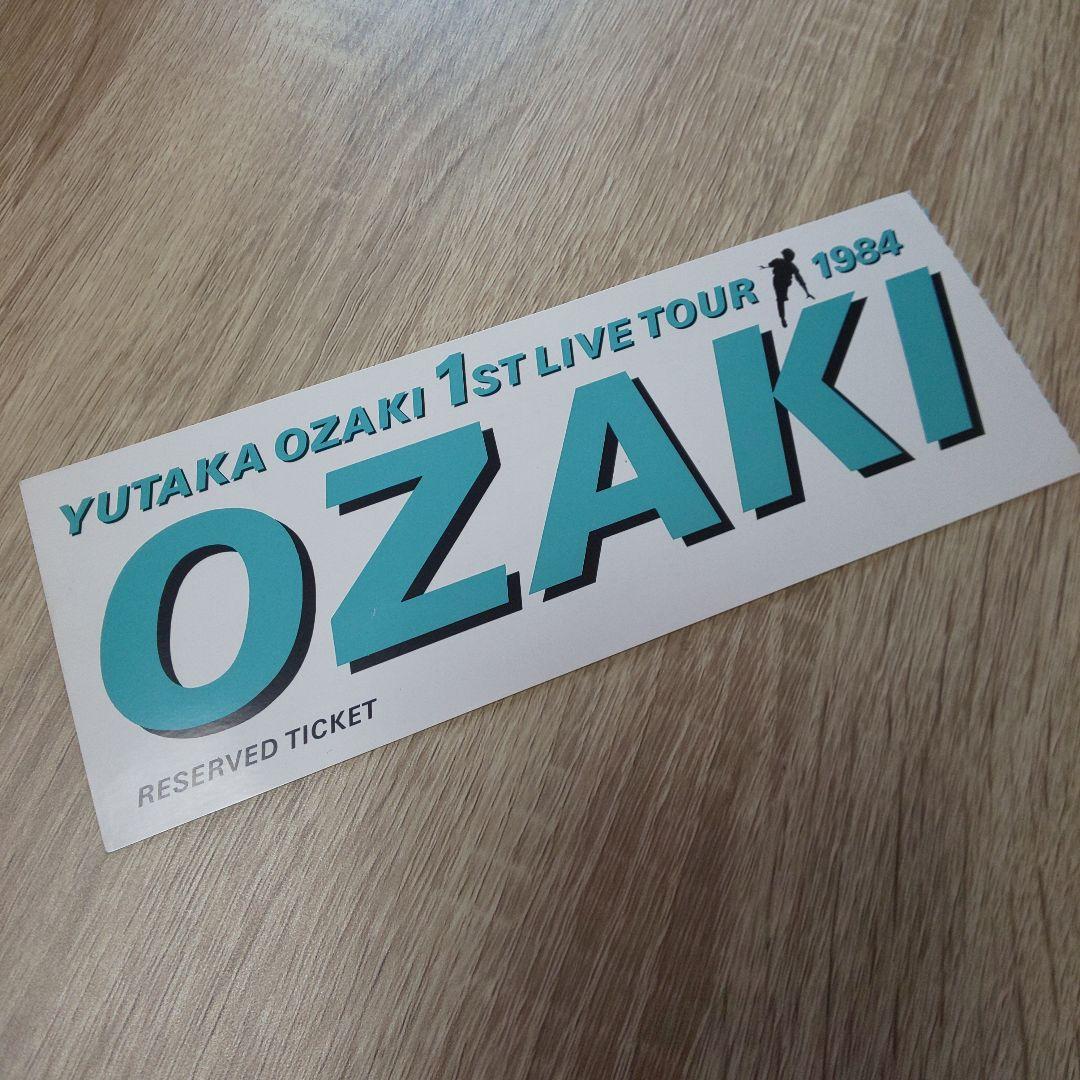 YUTAKA OZAKI 1ST LIVE TOUR 1984
OZAKI
RESERVED TICKET